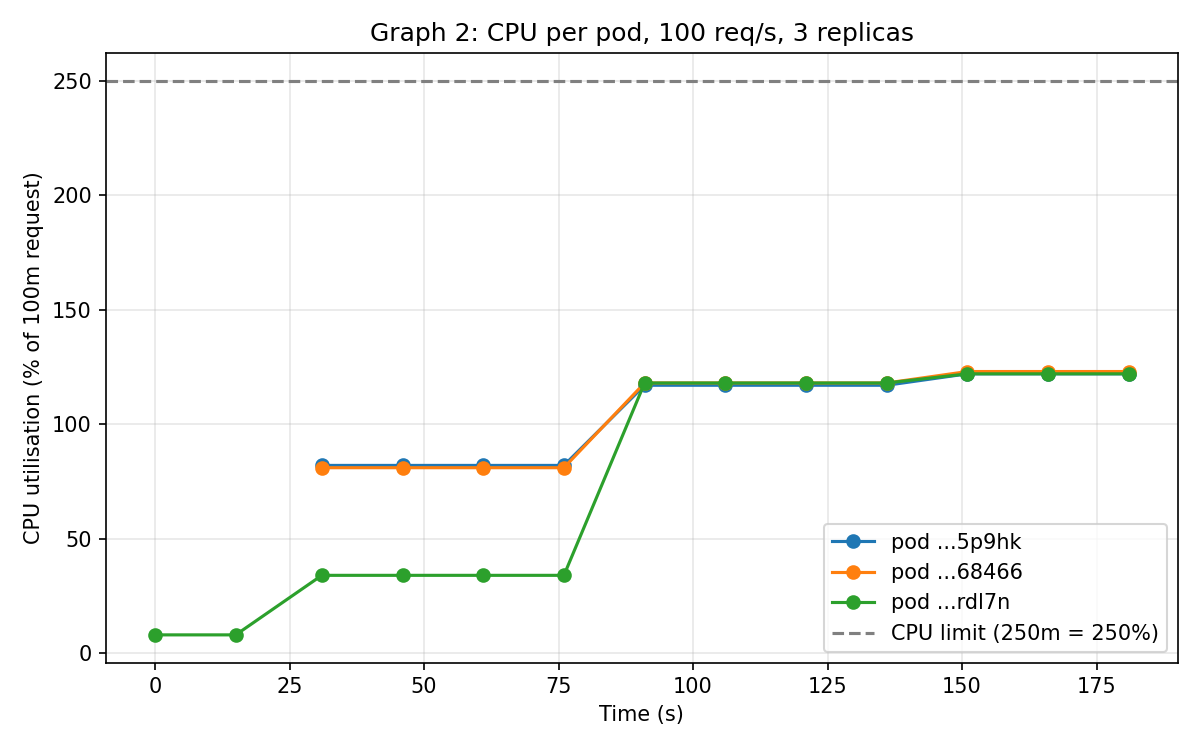 Graph 2: CPU per pod, 100 req/s, 3 replicas
CPU utilisation (% of 100m request)
250
200
150
100
50
0
pod ...5p9hk
pod ...68466
pod ...rdl7n
CPU limit (250m = 250%)
0 25 50 75 100 125 150 175
Time (s)